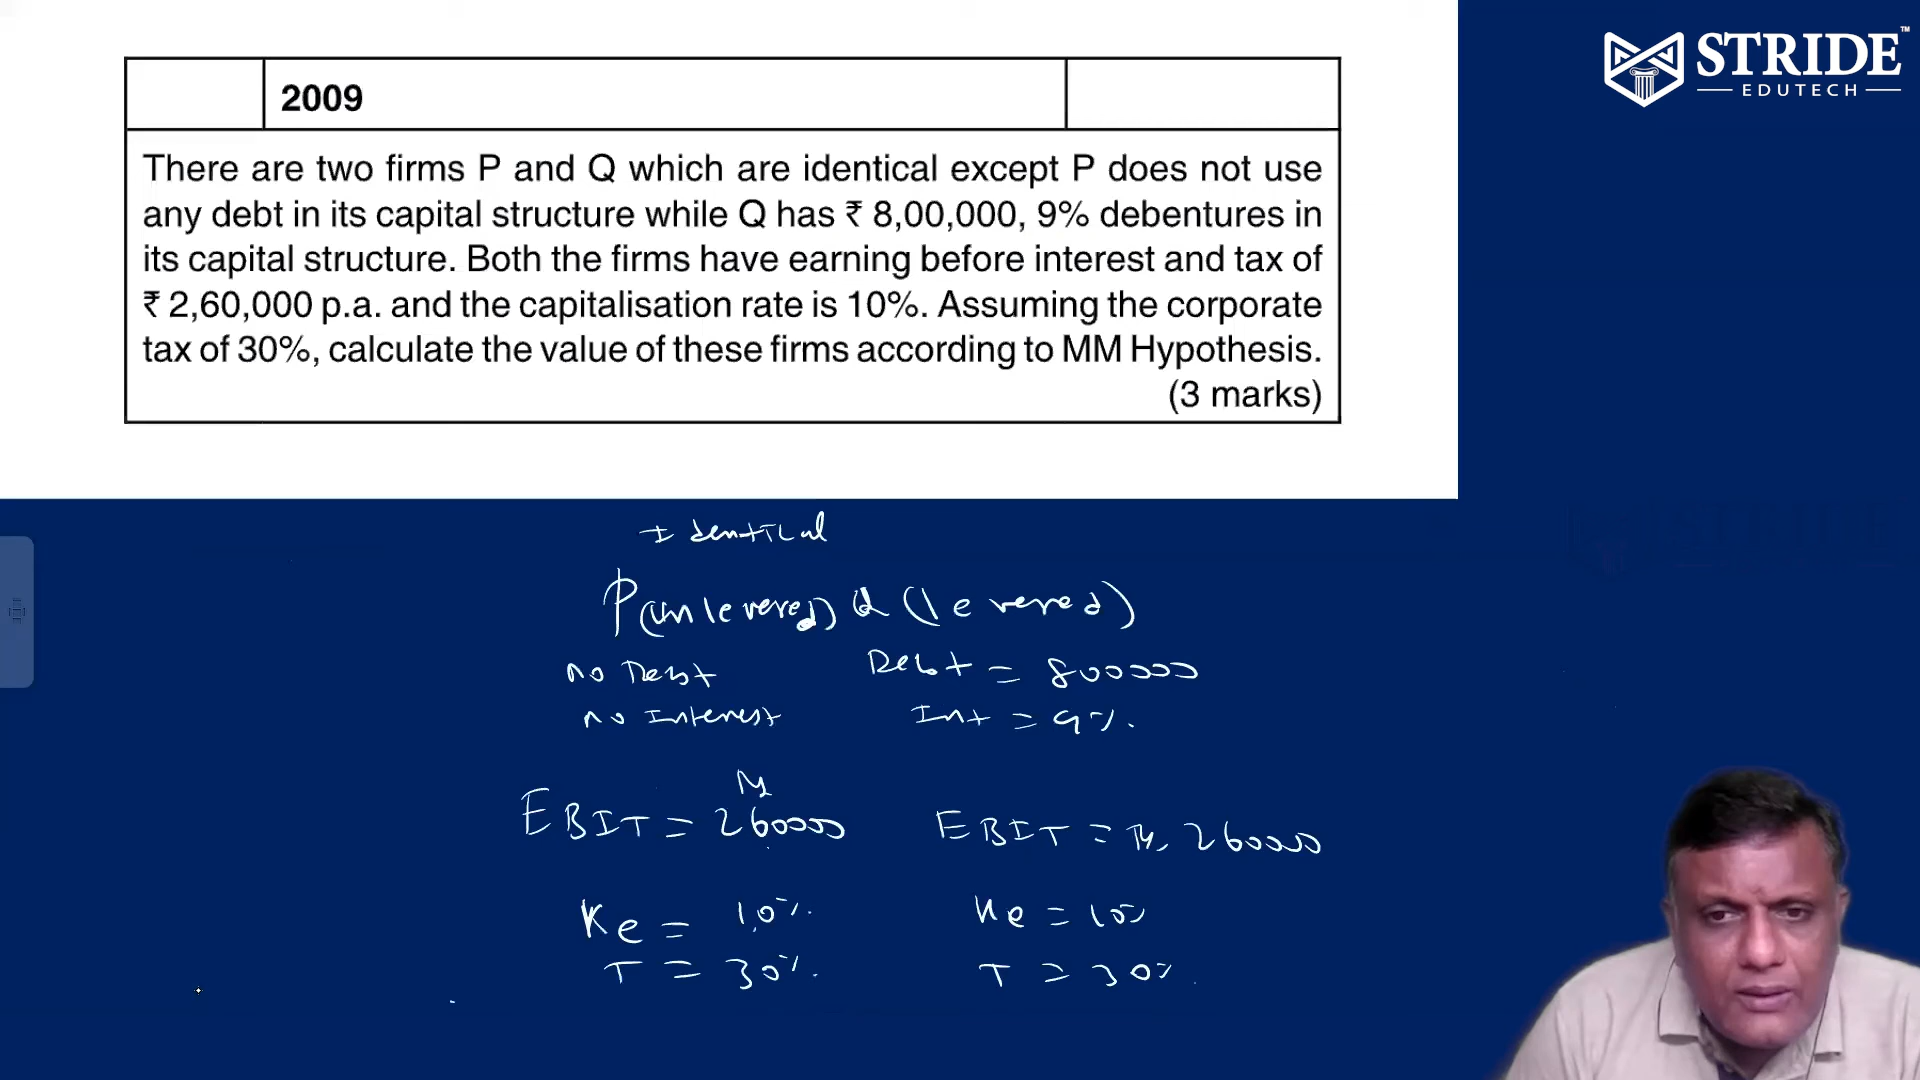 STRIDE™
EDUTECH
2009
There are two firms P and Q which are identical except P does not use
any debt in its capital structure while Q has ₹ 8,00,000, 9% debentures in
its capital structure. Both the firms have earning before interest and tax of
₹ 2,60,000 p.a. and the capitalisation rate is 10%. Assuming the corporate
tax of 30%, calculate the value of these firms according to MM Hypothesis.
(3 marks)
Identical
P(unlevered) Q (levered)
no Debt Debt = 800000
no Interest Int = 9%.
EBIT = 260000 EBIT = 260000
Ke = 10%. Ke = 10%
T = 30%. T = 30%.